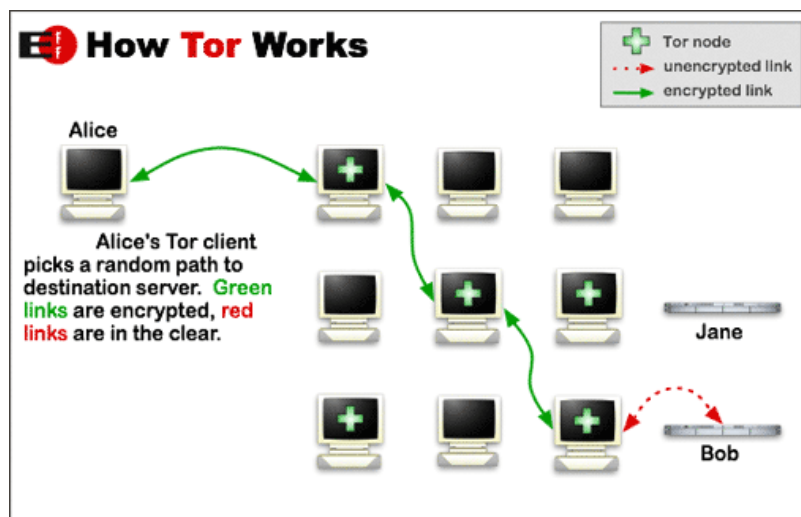 EFF How Tor Works
Tor node
unencrypted link
encrypted link
Alice
Alice's Tor client
picks a random path to
destination server. Green
links are encrypted, red
links are in the clear.
Jane
Bob